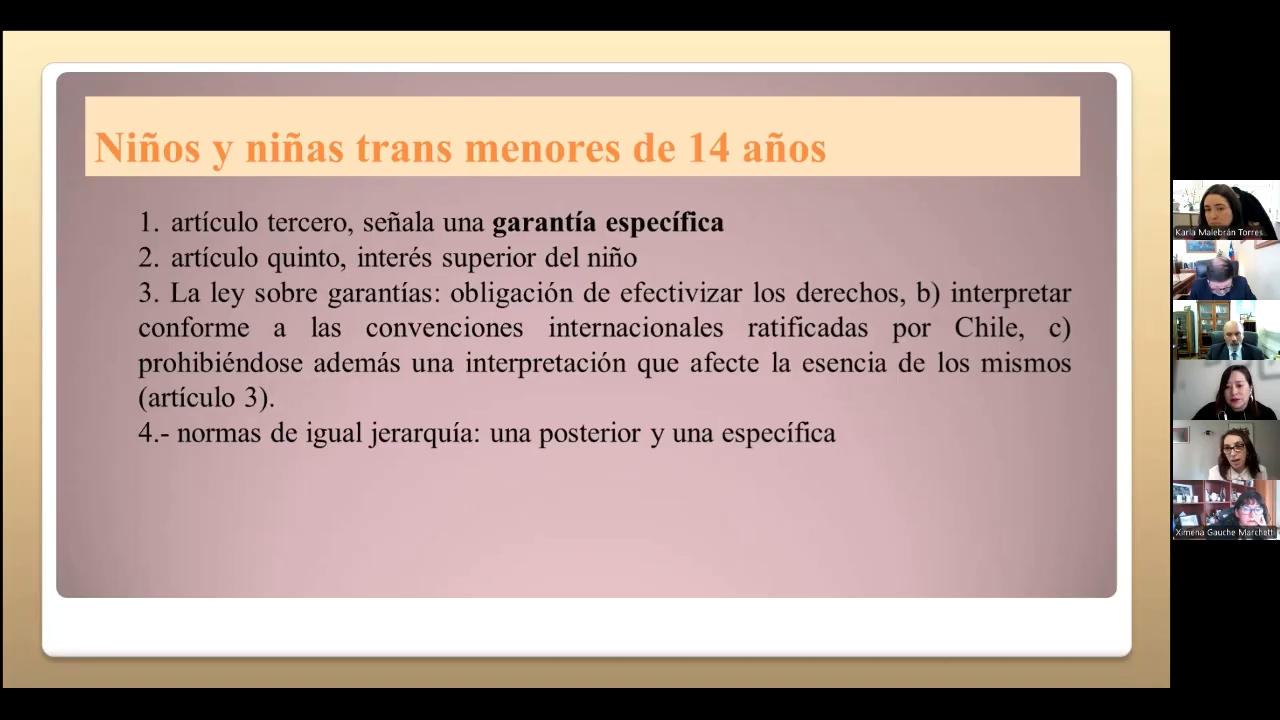 Niños y niñas trans menores de 14 años
1. artículo tercero, señala una garantía específica
2. artículo quinto, interés superior del niño
3. La ley sobre garantías: obligación de efectivizar los derechos, b) interpretar
conforme a las convenciones internacionales ratificadas por Chile, c)
prohibiéndose además una interpretación que afecte la esencia de los mismos
(artículo 3).
4.- normas de igual jerarquía: una posterior y una específica
Karla Malebrán Torres
Ximena Gauche Marchetti